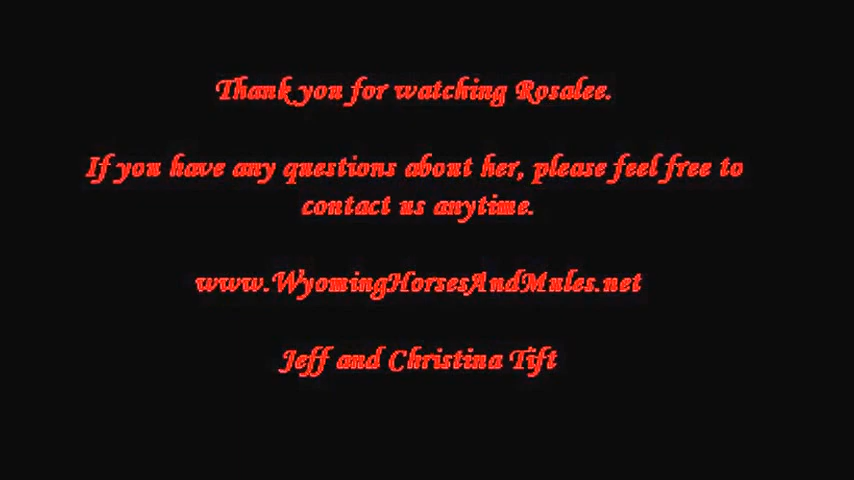 Thank you for watching Rosalee.
If you have any questions about her, please feel free to
contact us anytime.
www.WyomingHorsesAndMules.net
Jeff and Christina Tift